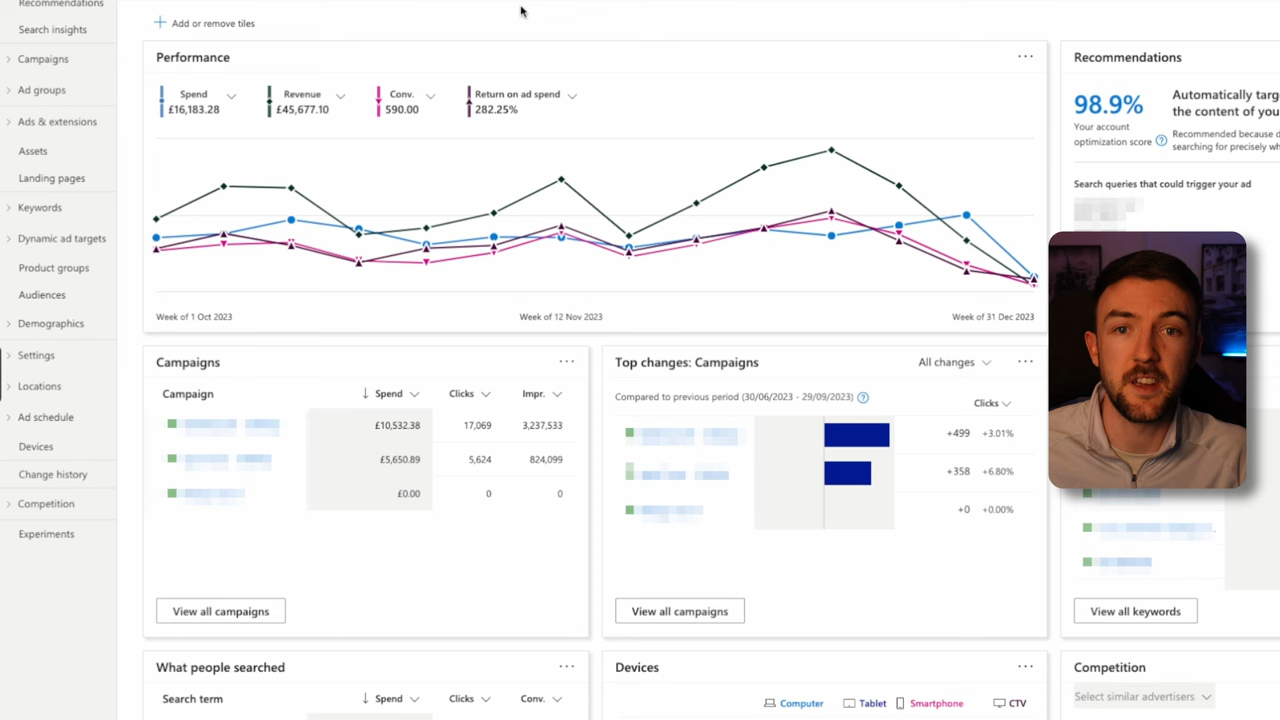 Recommendations
Search insights
Campaigns
Ad groups
Ads & extensions
Assets
Landing pages
Keywords
Dynamic ad targets
Product groups
Audiences
Demographics
Settings
Locations
Ad schedule
Devices
Change history
Competition
Experiments
Add or remove tiles
Performance
Spend
£16,183.28
Revenue
£45,677.10
Conv.
590.00
Return on ad spend
282.25%
Week of 1 Oct 2023
Week of 12 Nov 2023
Week of 31 Dec 2023
Recommendations
98.9%
Your account
optimization score
Automatically targ
the content of you
Recommended because
searching for precisely wh
Search queries that could trigger your ad
Campaigns
Campaign Spend Clicks Impr.
£10,532.38 17,069 3,237,533
£5,650.89 5,624 824,099
£0.00 0 0
View all campaigns
Top changes: Campaigns
All changes
Compared to previous period (30/06/2023 - 29/09/2023)
Clicks
+499 +3.01%
+358 +6.80%
+0 +0.00%
View all campaigns
View all keywords
What people searched
Search term Spend Clicks Conv.
Devices
Computer Tablet Smartphone CTV
Competition
Select similar advertisers